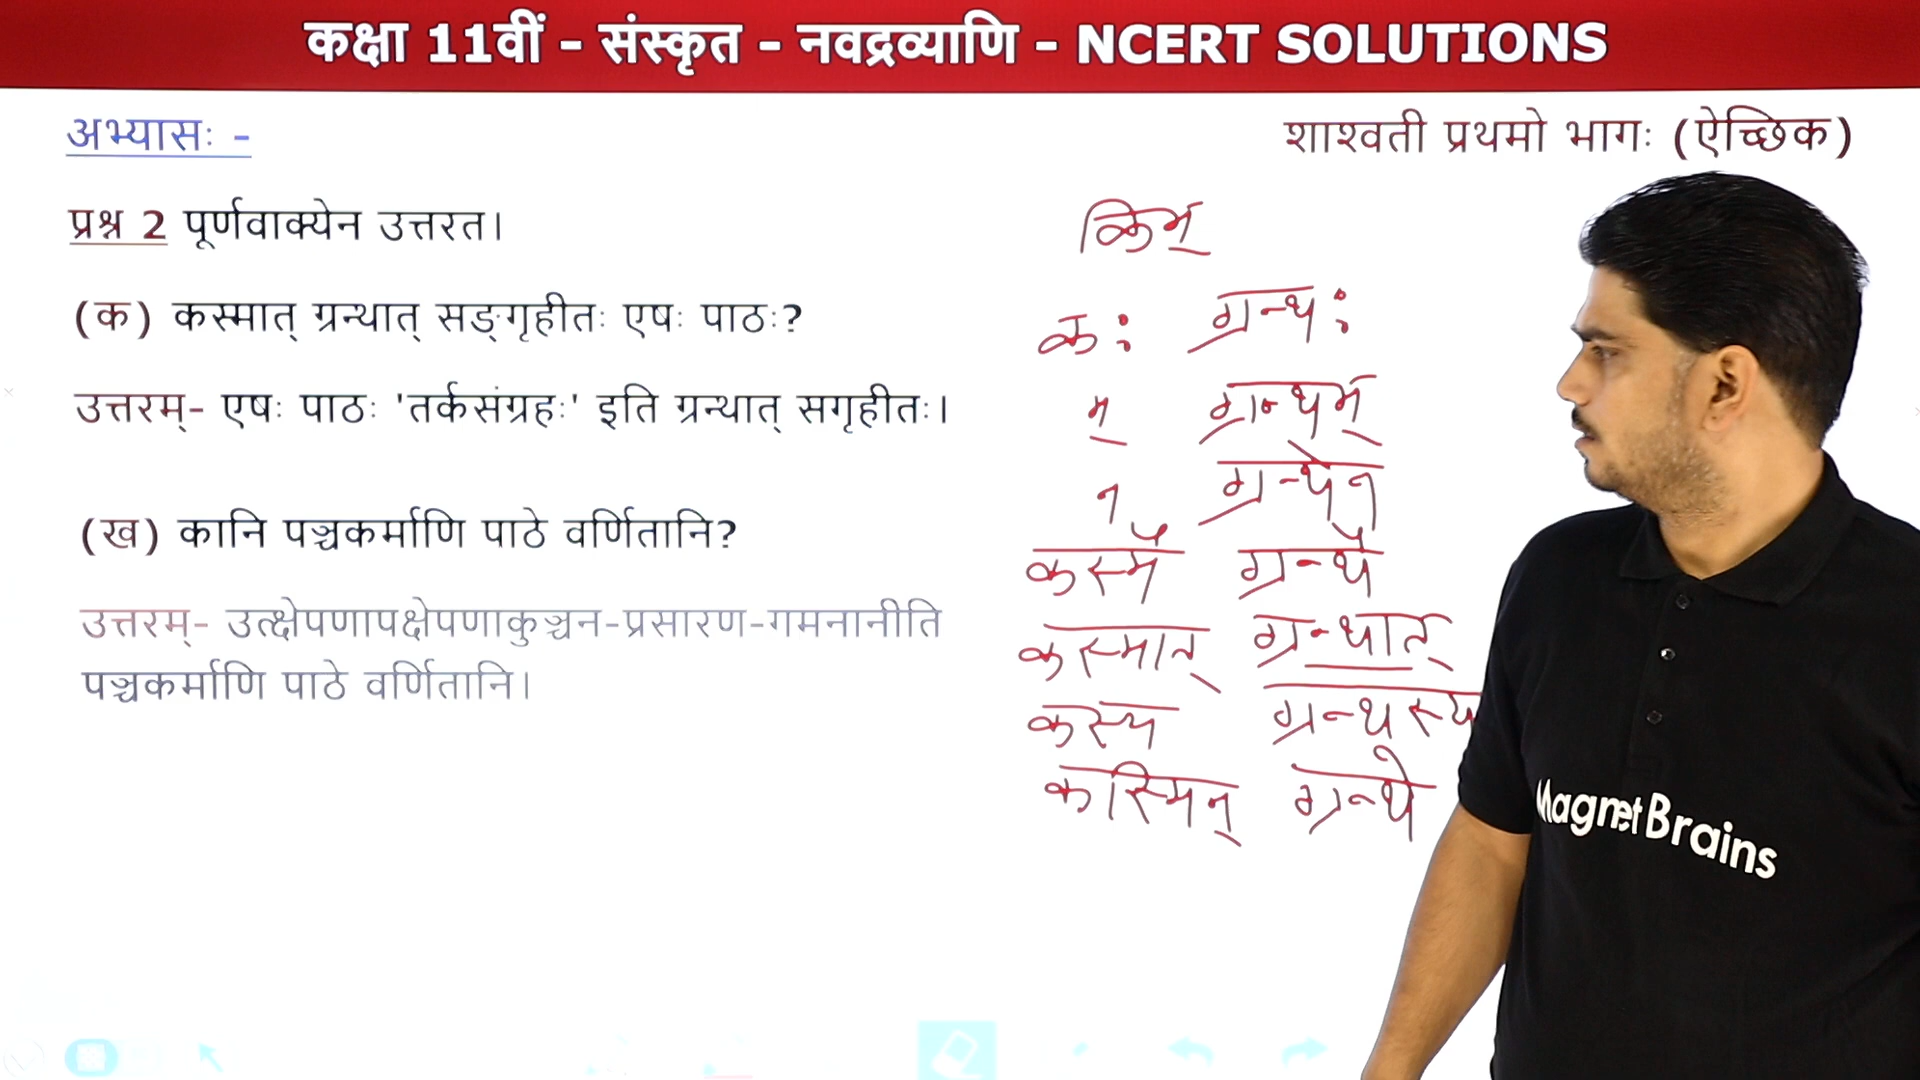 कक्षा 11वीं - संस्कृत - नवद्रव्याणि - NCERT SOLUTIONS
अभ्यासः -
शाश्वती प्रथमो भागः (ऐच्छिक)
प्रश्न 2 पूर्णवाक्येन उत्तरत।
(क) कस्मात् ग्रन्थात् सङ्गृहीतः एषः पाठः?
उत्तरम्- एषः पाठः 'तर्कसंग्रहः' इति ग्रन्थात् सगृहीतः।
(ख) कानि पञ्चकर्माणि पाठे वर्णितानि?
उत्तरम्- उत्क्षेपणापक्षेपणाकुञ्चन-प्रसारण-गमनानीति
पञ्चकर्माणि पाठे वर्णितानि।
किम्
कः ग्रन्थः
म् ग्रन्थम्
न ग्रन्थेन
कस्मै ग्रन्थे
कस्मात् ग्रन्थात्
कस्य ग्रन्थस्य
कस्मिन् ग्रन्थे
Magnet Brains